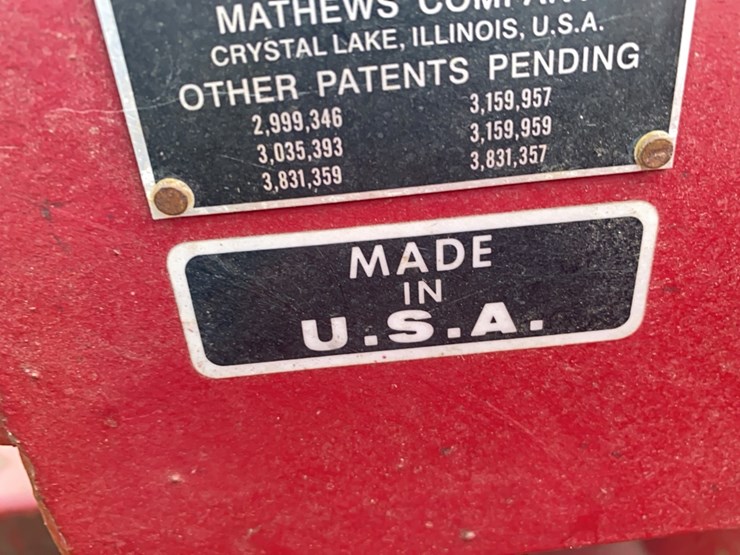 MATHEWS COMPANY
CRYSTAL LAKE, ILLINOIS, U.S.A.
OTHER PATENTS PENDING
2,999,346 3,159,957
3,035,393 3,159,959
3,831,359 3,831,357
MADE
IN
U.S.A.